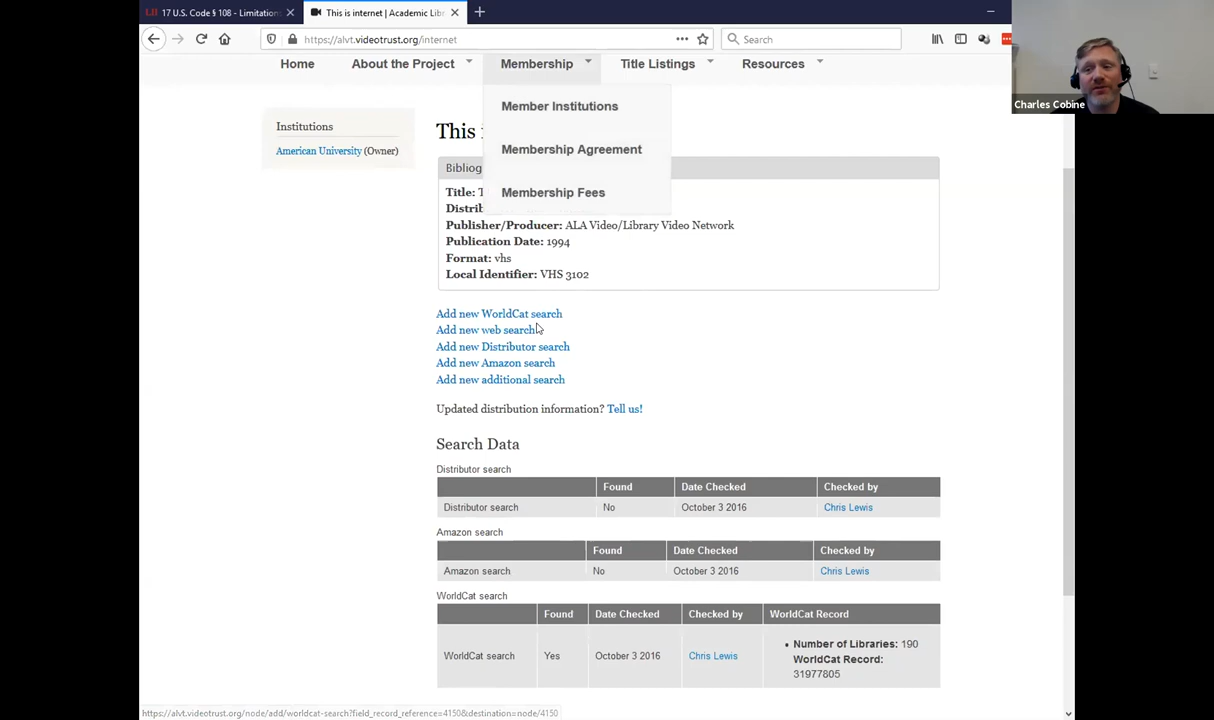 17 U.S. Code § 108 - Limitation
This is internet | Academic Libr
https://alvt.videotrust.org/internet
Search
Charles Cobine
Home
About the Project
Membership
Title Listings
Resources
Member Institutions
Membership Agreement
Membership Fees
Institutions
American University (Owner)
This i
Bibliog
Title: T
Distrib
Publisher/Producer: ALA Video/Library Video Network
Publication Date: 1994
Format: vhs
Local Identifier: VHS 3102
Add new WorldCat search
Add new web search
Add new Distributor search
Add new Amazon search
Add new additional search
Updated distribution information? Tell us!
Search Data
Distributor search
Found Date Checked Checked by
Distributor search No October 3 2016 Chris Lewis
Amazon search
Found Date Checked Checked by
Amazon search No October 3 2016 Chris Lewis
WorldCat search
Found Date Checked Checked by WorldCat Record
WorldCat search Yes October 3 2016 Chris Lewis
Number of Libraries: 190
WorldCat Record:
31977805
https://alvt.videotrust.org/node/add/worldcat-search?field_record_reference=4150&destination=node/4150